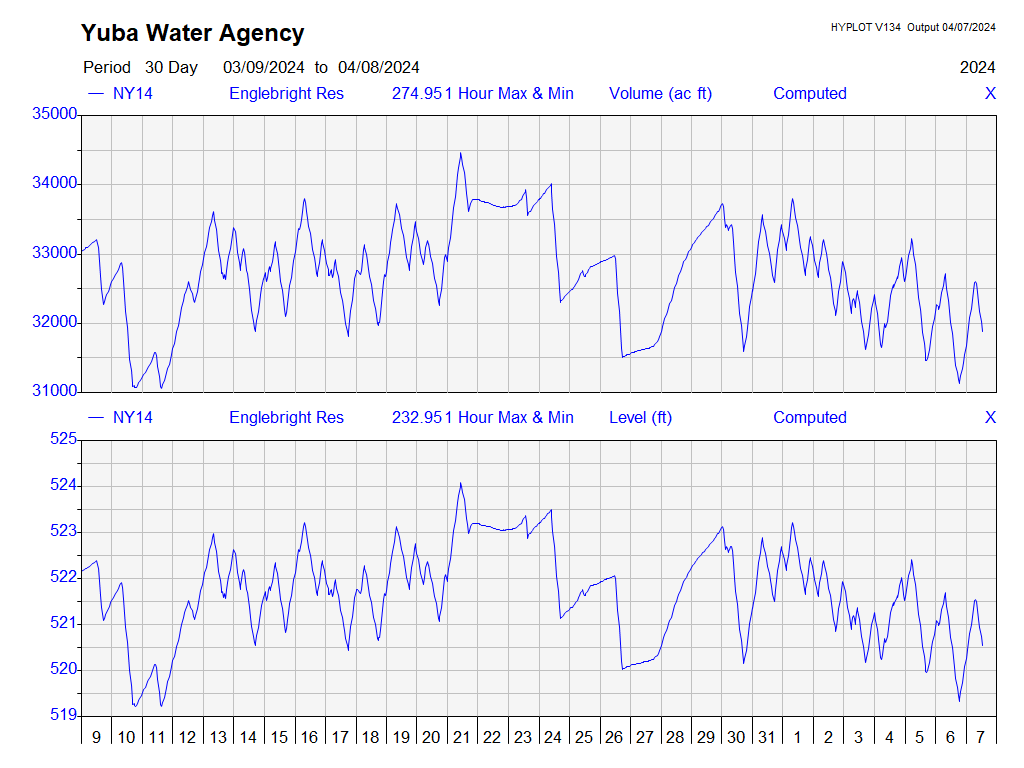 Yuba Water Agency
HYPLOT V134 Output 04/07/2024
Period 30 Day 03/09/2024 to 04/08/2024 2024
NY14 Englebright Res 274.95 1 Hour Max & Min Volume (ac ft) Computed X
35000
34000
33000
32000
31000
NY14 Englebright Res 232.95 1 Hour Max & Min Level (ft) Computed X
525
524
523
522
521
520
519
9 10 11 12 13 14 15 16 17 18 19 20 21 22 23 24 25 26 27 28 29 30 31 1 2 3 4 5 6 7